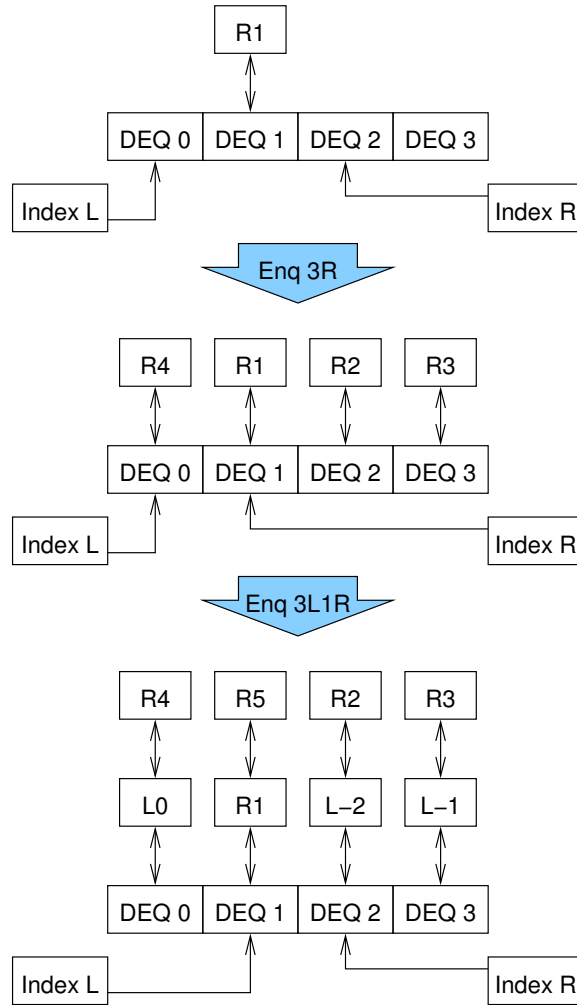 R1
DEQ 0 DEQ 1 DEQ 2 DEQ 3
Index L Index R
Enq 3R
R4 R1 R2 R3
DEQ 0 DEQ 1 DEQ 2 DEQ 3
Index L Index R
Enq 3L1R
R4 R5 R2 R3
L0 R1 L−2 L−1
DEQ 0 DEQ 1 DEQ 2 DEQ 3
Index L Index R